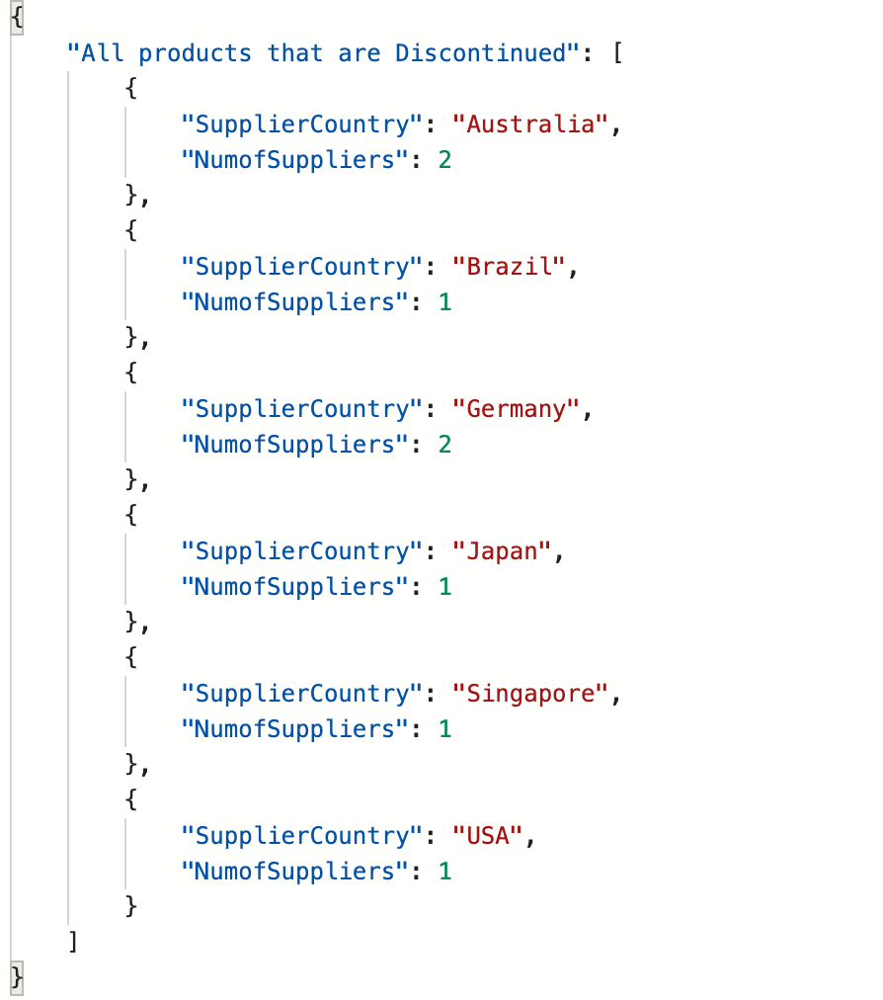 {
    "All products that are Discontinued": [
        {
            "SupplierCountry": "Australia",
            "NumofSuppliers": 2
        },
        {
            "SupplierCountry": "Brazil",
            "NumofSuppliers": 1
        },
        {
            "SupplierCountry": "Germany",
            "NumofSuppliers": 2
        },
        {
            "SupplierCountry": "Japan",
            "NumofSuppliers": 1
        },
        {
            "SupplierCountry": "Singapore",
            "NumofSuppliers": 1
        },
        {
            "SupplierCountry": "USA",
            "NumofSuppliers": 1
        }
    ]
}